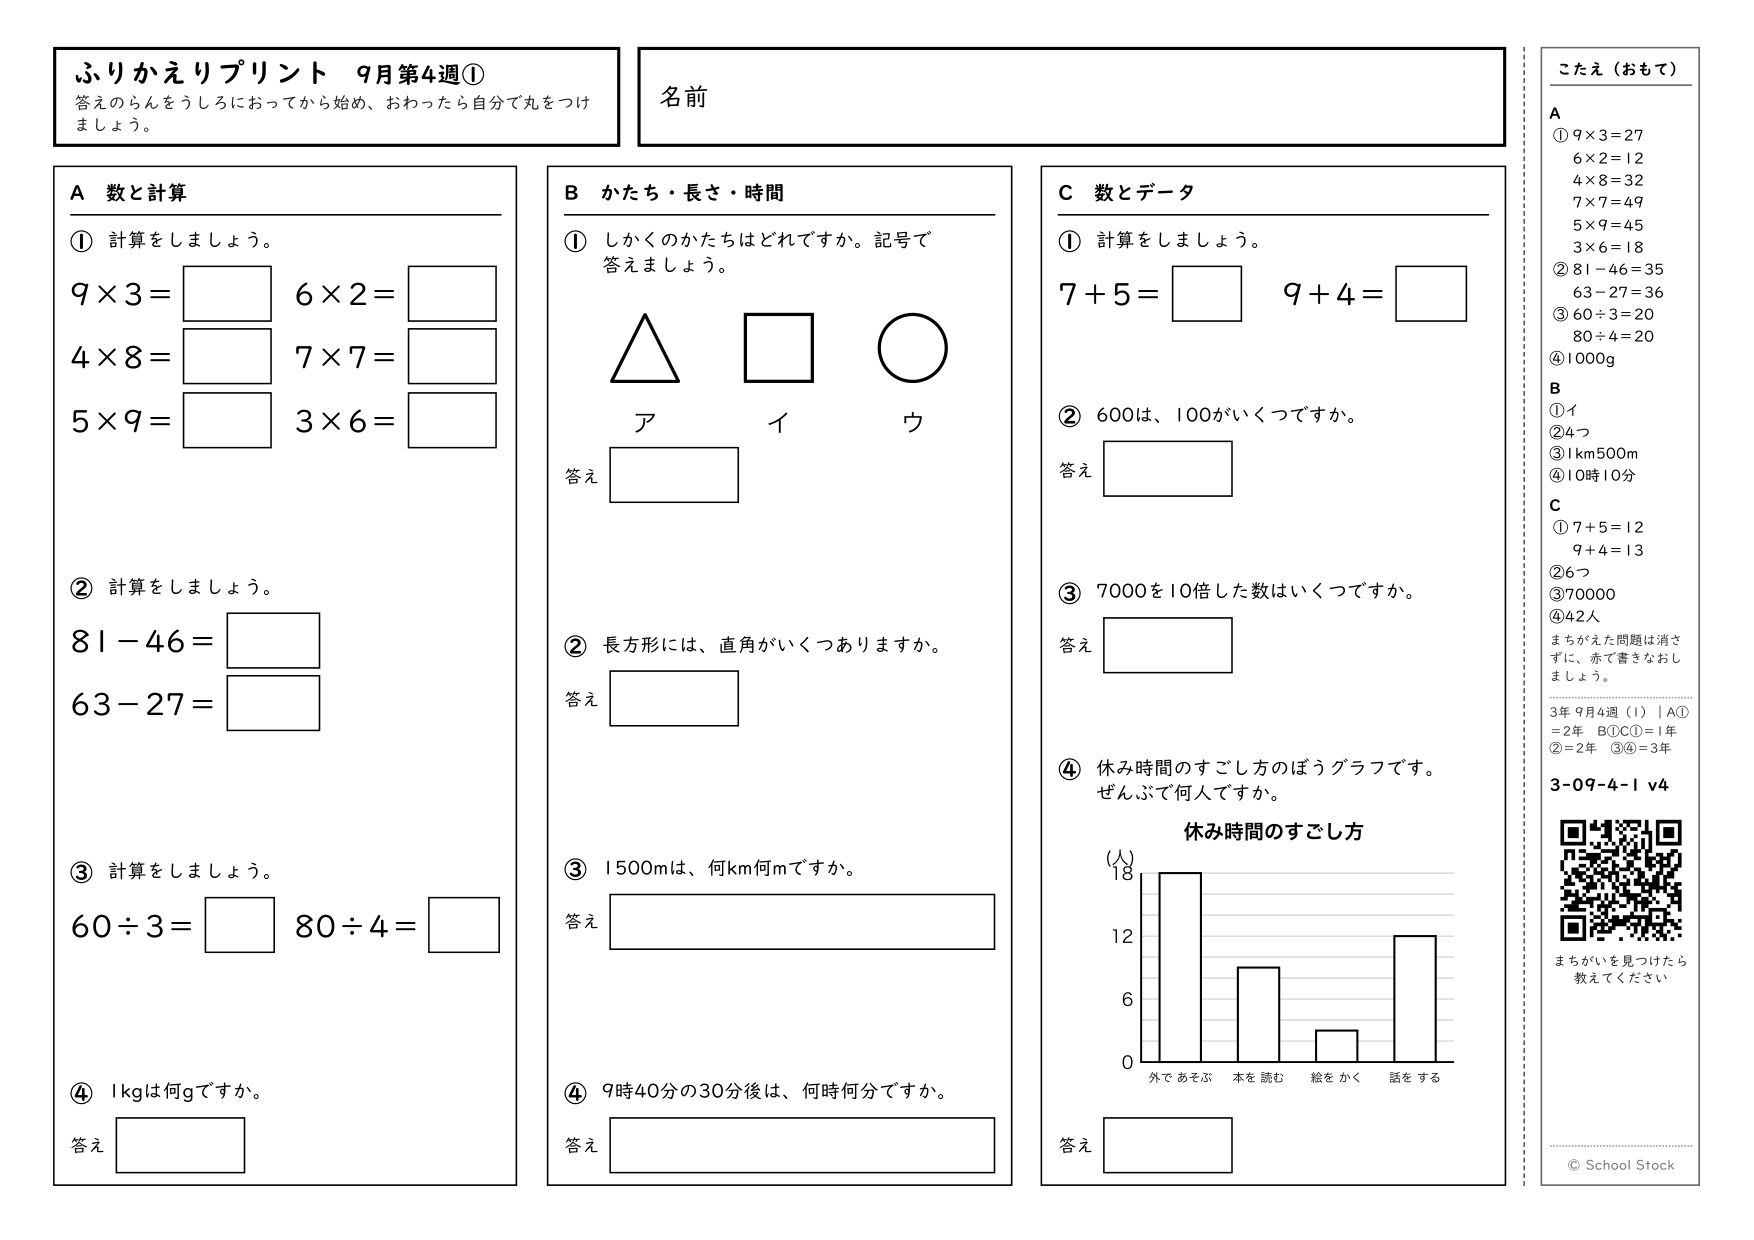 ふりかえりプリント　9月第4週①
答えのらんをうしろにおってから始め、おわったら自分で丸をつけ
ましょう。
名前
A　数と計算
① 計算をしましょう。
9×3＝　6×2＝
4×8＝　7×7＝
5×9＝　3×6＝
② 計算をしましょう。
81－46＝
63－27＝
③ 計算をしましょう。
60÷3＝　80÷4＝
④ 1kgは何gですか。
答え
B　かたち・長さ・時間
① しかくのかたちはどれですか。記号で
答えましょう。
ア　イ　ウ
答え
② 長方形には、直角がいくつありますか。
答え
③ 1500mは、何km何mですか。
答え
④ 9時40分の30分後は、何時何分ですか。
答え
C　数とデータ
① 計算をしましょう。
7＋5＝　9＋4＝
② 600は、100がいくつですか。
答え
③ 7000を10倍した数はいくつですか。
答え
④ 休み時間のすごし方のぼうグラフです。
ぜんぶで何人ですか。
休み時間のすごし方
(人)
18
12
6
0
外で あそぶ　本を 読む　絵を かく　話を する
答え
こたえ（おもて）
A
① 9×3＝27
6×2＝12
4×8＝32
7×7＝49
5×9＝45
3×6＝18
② 81－46＝35
63－27＝36
③ 60÷3＝20
80÷4＝20
④1000g
B
①イ
②4つ
③1km500m
④10時10分
C
① 7＋5＝12
9＋4＝13
②6つ
③70000
④42人
まちがえた問題は消さ
ずに、赤で書きなおし
ましょう。
3年 9月4週（1）｜A①
＝2年　B①C①＝1年
②＝2年　③④＝3年
3-09-4-1 v4
まちがいを見つけたら
教えてください
© School Stock